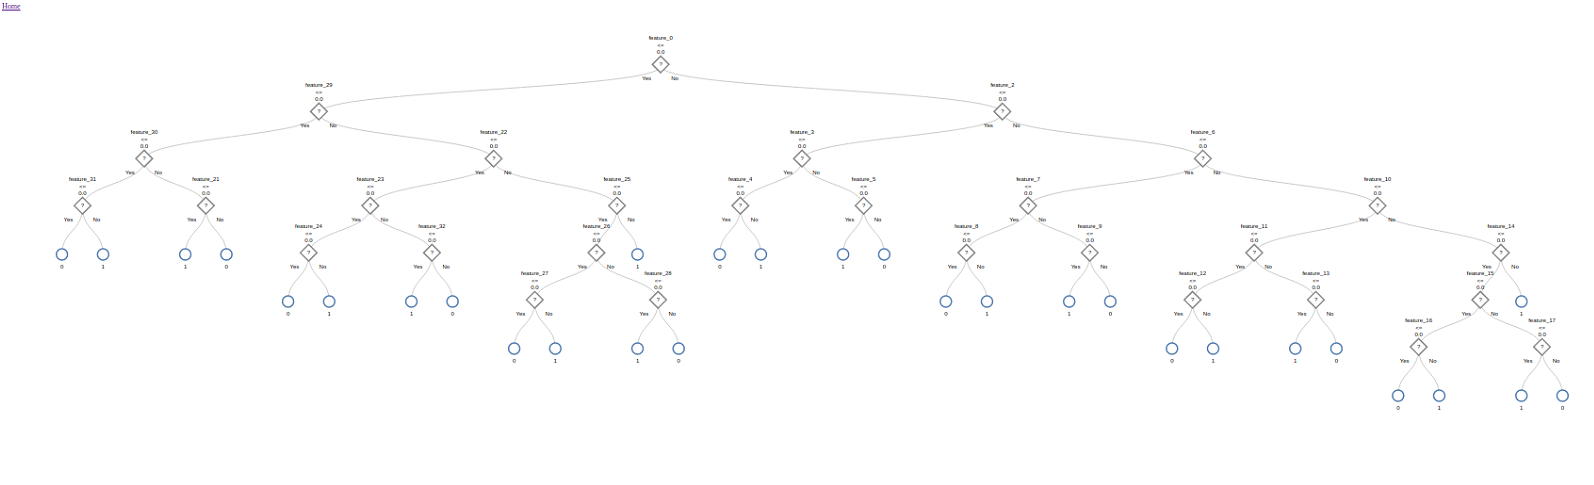 Home
feature_0
<=
0.0
?
Yes No
feature_29 feature_2
<= <=
0.0 0.0
? ?
Yes No Yes No
feature_30 feature_22 feature_3 feature_6
<= <= <= <=
0.0 0.0 0.0 0.0
? ? ? ?
Yes No Yes No Yes No Yes No
feature_31 feature_21 feature_23 feature_25 feature_4 feature_5 feature_7 feature_10
<= <= <= <= <= <= <= <=
0.0 0.0 0.0 0.0 0.0 0.0 0.0 0.0
? ? ? ? ? ? ? ?
Yes No Yes No Yes No Yes No Yes No Yes No Yes No Yes No
feature_24 feature_32 feature_26 feature_8 feature_9 feature_11 feature_14
<= <= <= <= <= <= <=
0.0 0.0 0.0 0.0 0.0 0.0 0.0
? ? ? ? ? ? ?
0 1 1 0 Yes No Yes No Yes No 1 0 1 1 0 Yes No Yes No Yes No Yes No
feature_27 feature_28 feature_12 feature_13 feature_15
<= <= <= <= <=
0.0 0.0 0.0 0.0 0.0
? ? ? ? ?
0 1 1 0 Yes No Yes No 0 1 1 0 Yes No Yes No Yes No 1
feature_16 feature_17
<= <=
0.0 0.0
? ?
0 1 1 0 0 1 1 0 Yes No Yes No
0 1 1 0